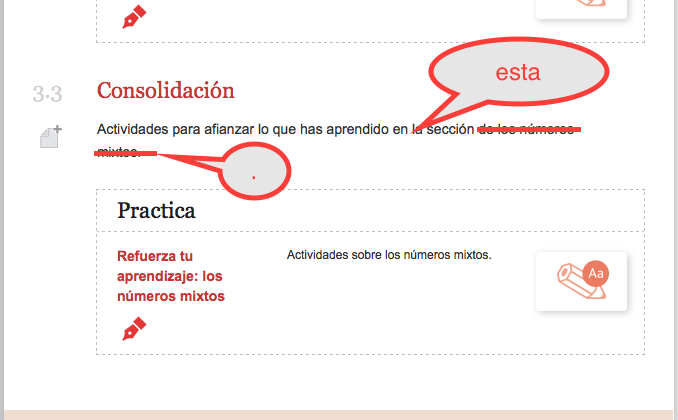 esta
3.3 Consolidación
Actividades para afianzar lo que has aprendido en la sección de los números
mixtos.
.
Practica
Refuerza tu
aprendizaje: los
números mixtos
Actividades sobre los números mixtos.
Aa